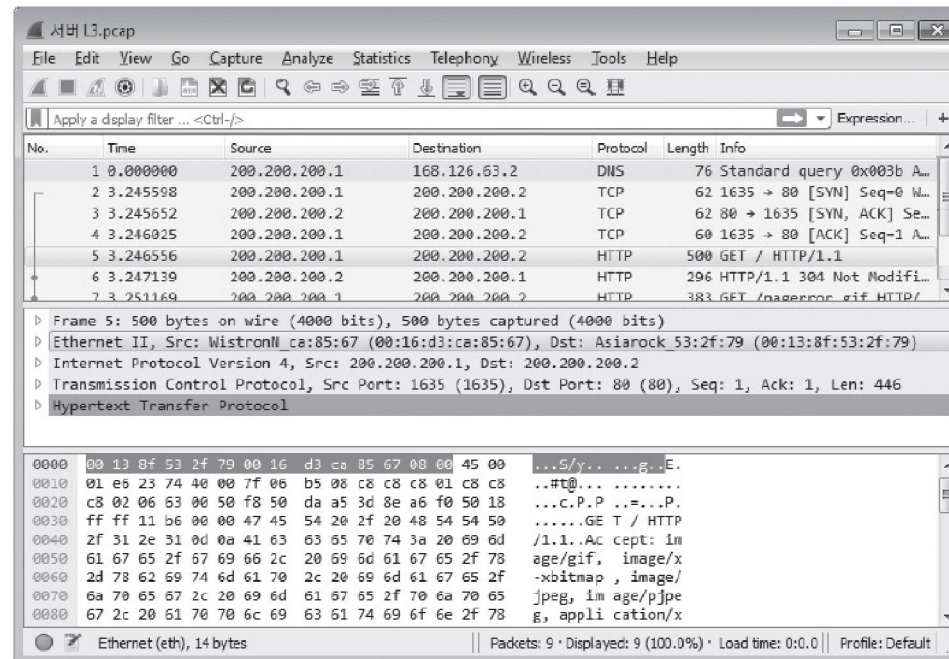 서버 L3.pcap
File Edit View Go Capture Analyze Statistics Telephony Wireless Tools Help
Apply a display filter ... <Ctrl-/> Expression... +
No. Time Source Destination Protocol Length Info
1 0.000000 200.200.200.1 168.126.63.2 DNS 76 Standard query 0x003b A...
2 3.245598 200.200.200.1 200.200.200.2 TCP 62 1635 → 80 [SYN] Seq=0 W...
3 3.245652 200.200.200.2 200.200.200.1 TCP 62 80 → 1635 [SYN, ACK] Se...
4 3.246025 200.200.200.1 200.200.200.2 TCP 60 1635 → 80 [ACK] Seq=1 A...
5 3.246556 200.200.200.1 200.200.200.2 HTTP 500 GET / HTTP/1.1
6 3.247139 200.200.200.2 200.200.200.1 HTTP 296 HTTP/1.1 304 Not Modifi...
7 3.251169 200.200.200.1 200.200.200.2 HTTP 383 GET /pagerror.gif HTTP/
Frame 5: 500 bytes on wire (4000 bits), 500 bytes captured (4000 bits)
Ethernet II, Src: WistronN_ca:85:67 (00:16:d3:ca:85:67), Dst: Asiarock_53:2f:79 (00:13:8f:53:2f:79)
Internet Protocol Version 4, Src: 200.200.200.1, Dst: 200.200.200.2
Transmission Control Protocol, Src Port: 1635 (1635), Dst Port: 80 (80), Seq: 1, Ack: 1, Len: 446
Hypertext Transfer Protocol
0000 00 13 8f 53 2f 79 00 16 d3 ca 85 67 08 00 45 00 ...S/y.. ...g..E.
0010 01 e6 23 74 40 00 7f 06 b5 08 c8 c8 c8 01 c8 c8 ..#t@... ........
0020 c8 02 06 63 00 50 f8 50 da a5 3d 8e a6 f0 50 18 ...c.P.P ..=...P.
0030 ff ff 11 b6 00 00 47 45 54 20 2f 20 48 54 54 50 ......GE T / HTTP
0040 2f 31 2e 31 0d 0a 41 63 63 65 70 74 3a 20 69 6d /1.1..Ac cept: im
0050 61 67 65 2f 67 69 66 2c 20 69 6d 61 67 65 2f 78 age/gif, image/x
0060 2d 78 62 69 74 6d 61 70 2c 20 69 6d 61 67 65 2f -xbitmap , image/
0070 6a 70 65 67 2c 20 69 6d 61 67 65 2f 70 6a 70 65 jpeg, im age/pjpe
0080 67 2c 20 61 70 70 6c 69 63 61 74 69 6f 6e 2f 78 g, appli cation/x
Ethernet (eth), 14 bytes Packets: 9 · Displayed: 9 (100.0%) · Load time: 0:0.0 Profile: Default